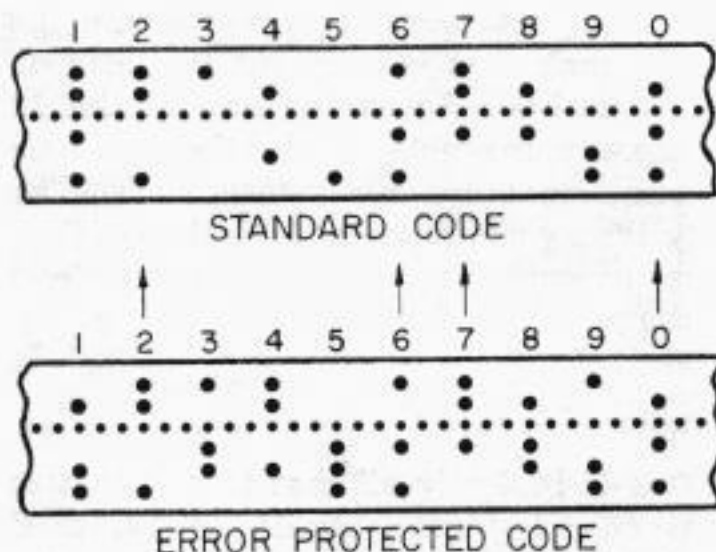 1 2 3 4 5 6 7 8 9 0
STANDARD CODE
1 2 3 4 5 6 7 8 9 0
ERROR PROTECTED CODE